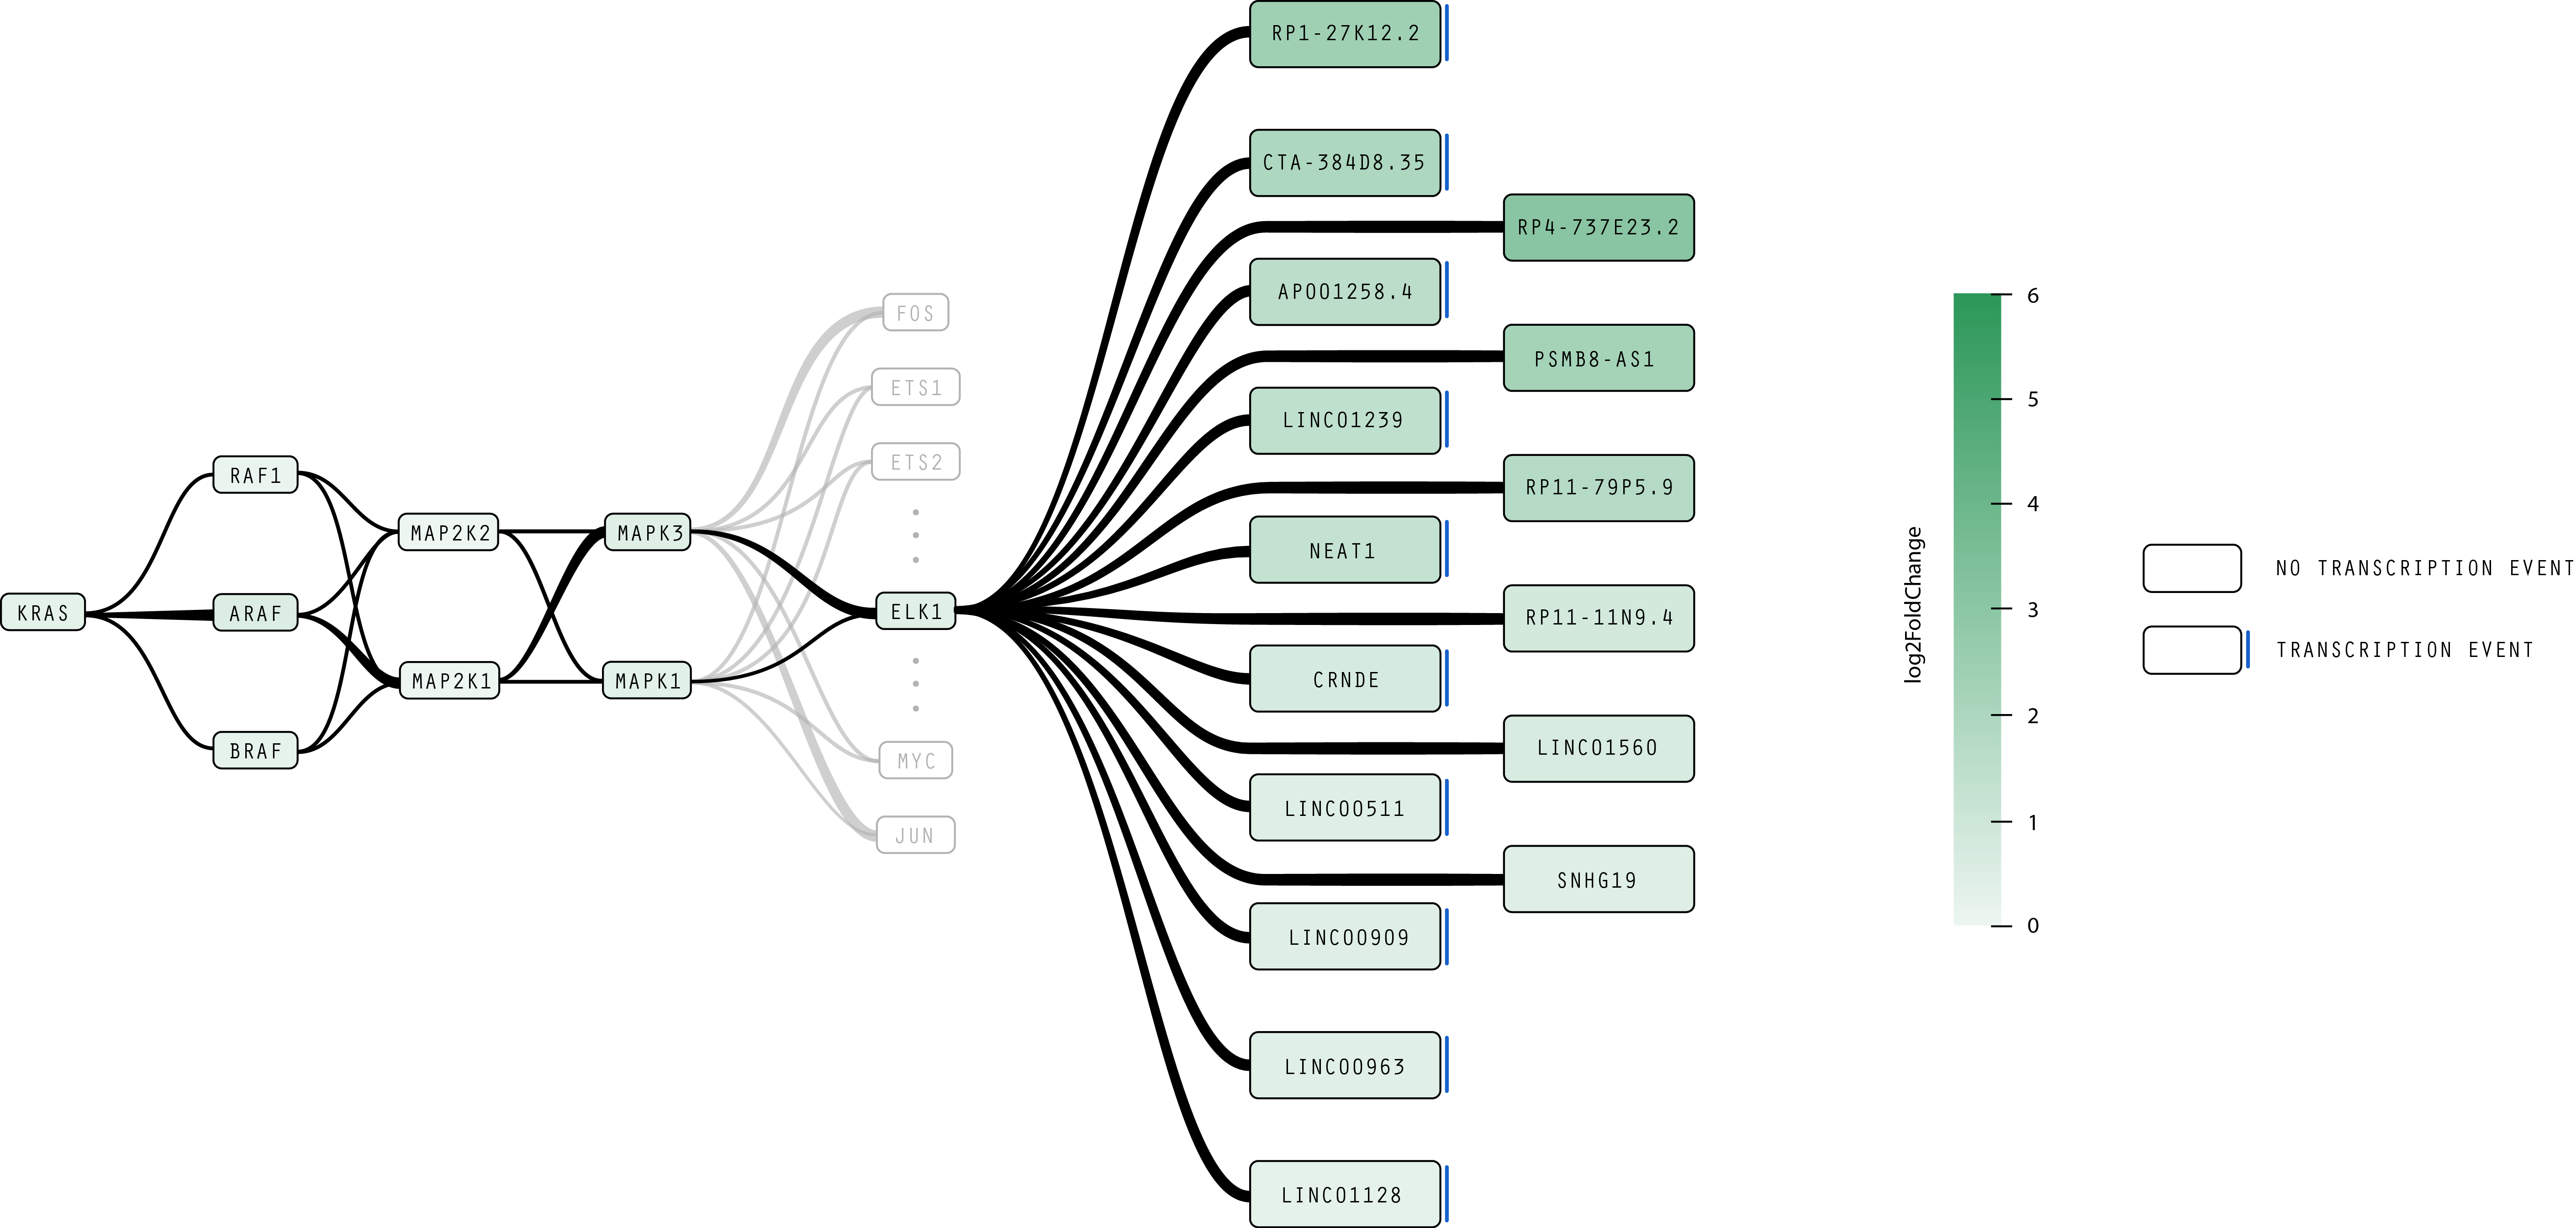 KRAS
RAF1
ARAF
BRAF
MAP2K2
MAP2K1
MAPK3
MAPK1
FOS
ETS1
ETS2
ELK1
MYC
JUN
RP1-27K12.2
CTA-384D8.35
RP4-737E23.2
AP001258.4
PSMB8-AS1
LINC01239
RP11-79P5.9
NEAT1
RP11-11N9.4
CRNDE
LINC01560
LINC00511
SNHG19
LINC00909
LINC00963
LINC01128
log2FoldChange
6
5
4
3
2
1
0
NO TRANSCRIPTION EVENT
TRANSCRIPTION EVENT